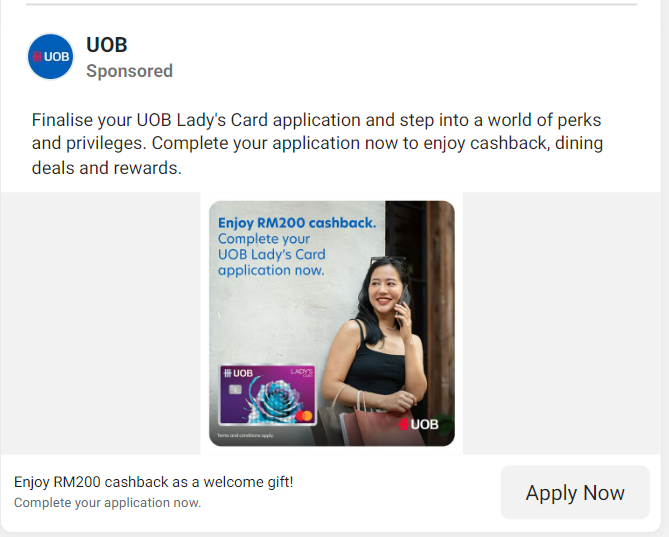 UOB
UOB
Sponsored
Finalise your UOB Lady's Card application and step into a world of perks
and privileges. Complete your application now to enjoy cashback, dining
deals and rewards.
Enjoy RM200 cashback.
Complete your
UOB Lady's Card
application now.
UOB
LADY'S
CARD
UOB
Terms and conditions apply.
Enjoy RM200 cashback as a welcome gift!
Complete your application now.
Apply Now